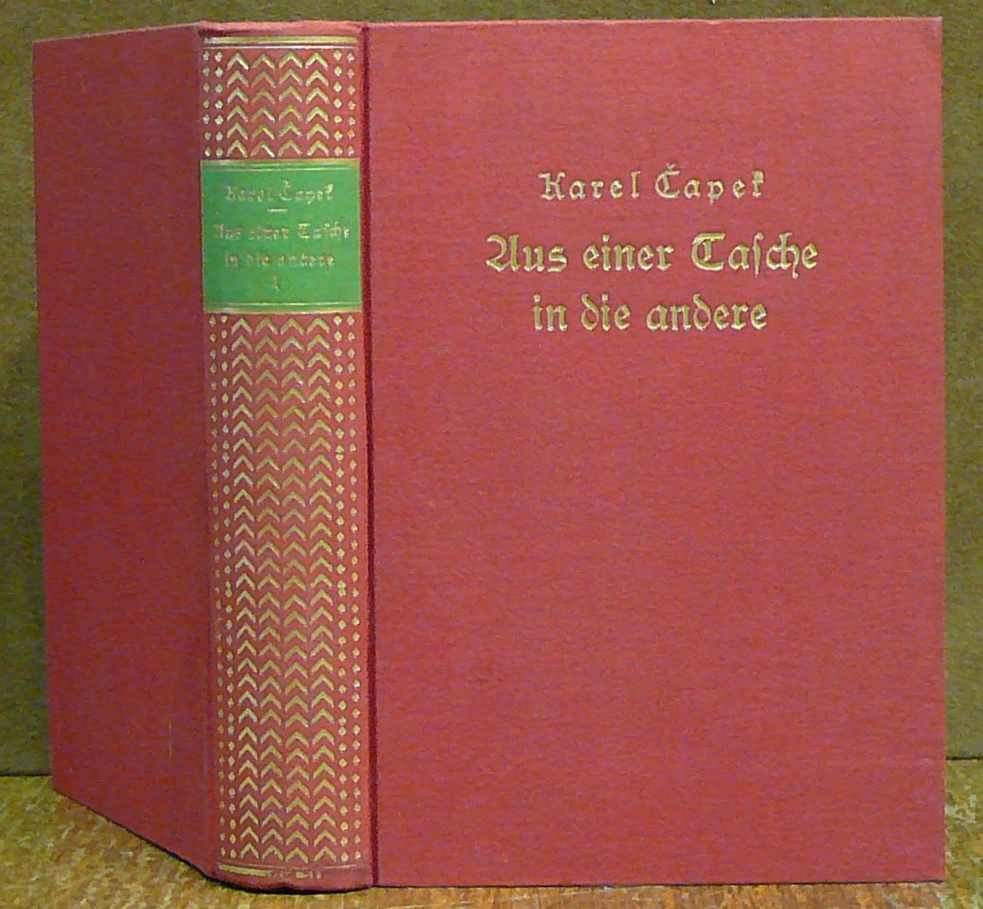 Karel Čapek
Aus einer Taſche
in die andere
Karel Čapek
Aus einer Taſche
in die andere